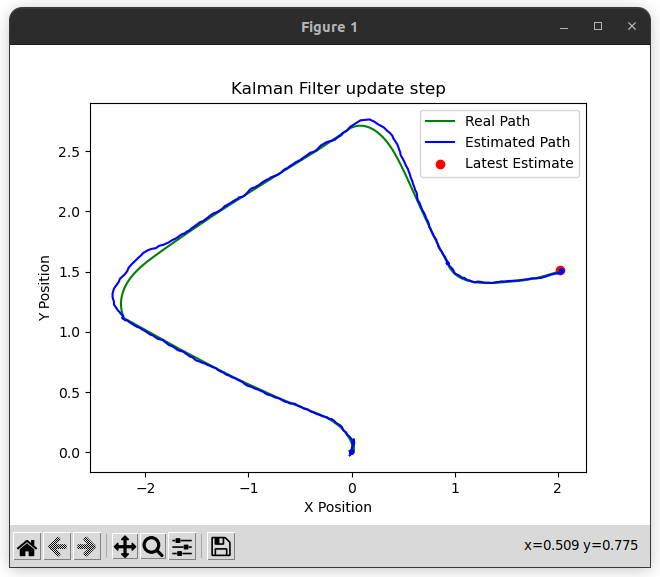 Figure 1
Kalman Filter update step
Real Path
Estimated Path
Latest Estimate
Y Position
2.5
2.0
1.5
1.0
0.5
0.0
−2 −1 0 1 2
X Position
x=0.509 y=0.775